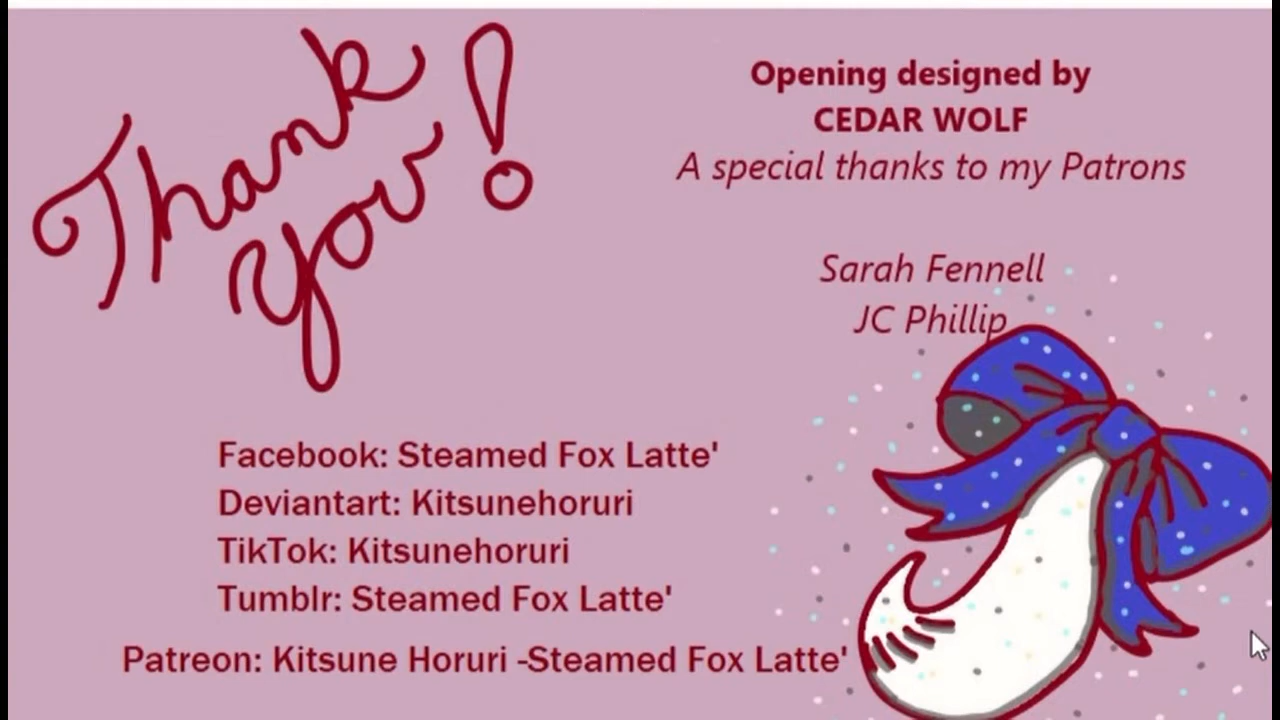 Thank
You!
Opening designed by
CEDAR WOLF
A special thanks to my Patrons
Sarah Fennell
JC Phillip
Facebook: Steamed Fox Latte'
Deviantart: Kitsunehoruri
TikTok: Kitsunehoruri
Tumblr: Steamed Fox Latte'
Patreon: Kitsune Horuri -Steamed Fox Latte'